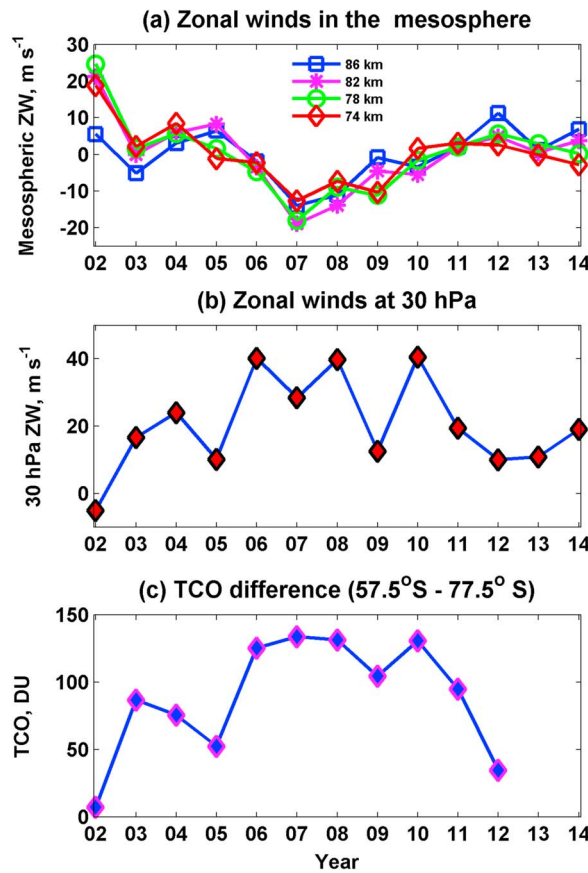 (a) Zonal winds in the mesosphere
Mesospheric ZW, m s⁻¹
30
20
10
0
-10
-20
86 km
82 km
78 km
74 km
02 03 04 05 06 07 08 09 10 11 12 13 14
(b) Zonal winds at 30 hPa
30 hPa ZW, m s⁻¹
40
20
0
02 03 04 05 06 07 08 09 10 11 12 13 14
(c) TCO difference (57.5°S - 77.5° S)
TCO, DU
150
100
50
0
02 03 04 05 06 07 08 09 10 11 12 13 14
Year